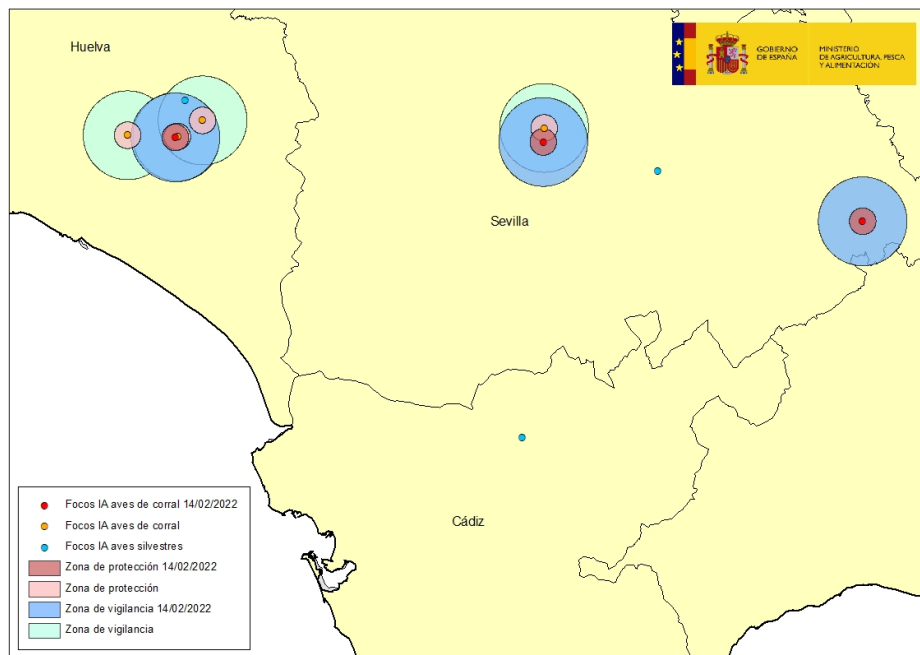 Huelva
GOBIERNO
DE ESPAÑA
MINISTERIO
DE AGRICULTURA, PESCA
Y ALIMENTACIÓN
Sevilla
Cádiz
Focos IA aves de corral 14/02/2022
Focos IA aves de corral
Focos IA aves silvestres
Zona de protección 14/02/2022
Zona de protección
Zona de vigilancia 14/02/2022
Zona de vigilancia